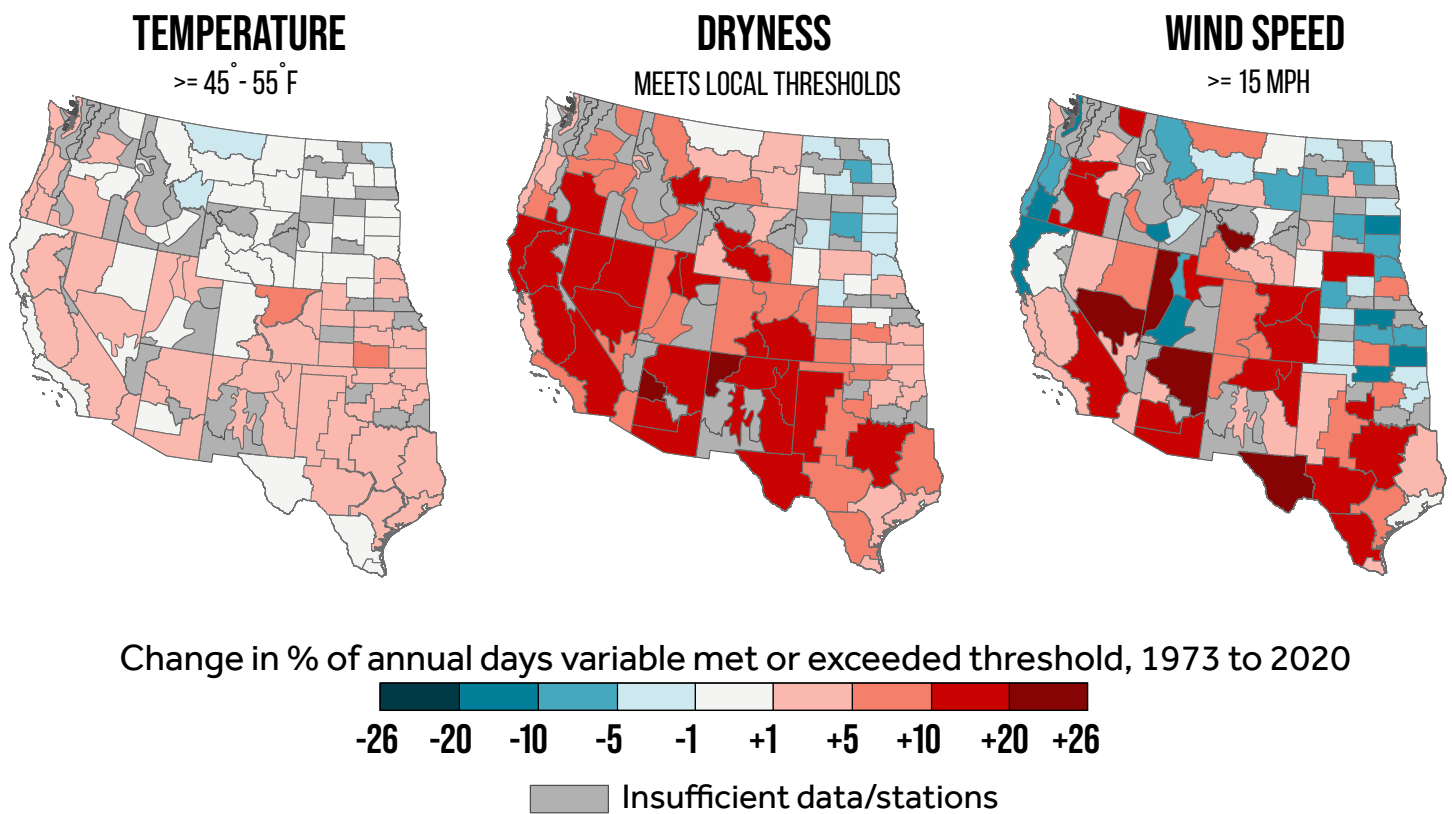 TEMPERATURE
>= 45°- 55°F
DRYNESS
MEETS LOCAL THRESHOLDS
WIND SPEED
>= 15 MPH
Change in % of annual days variable met or exceeded threshold, 1973 to 2020
-26 -20 -10 -5 -1 +1 +5 +10 +20 +26
Insufficient data/stations